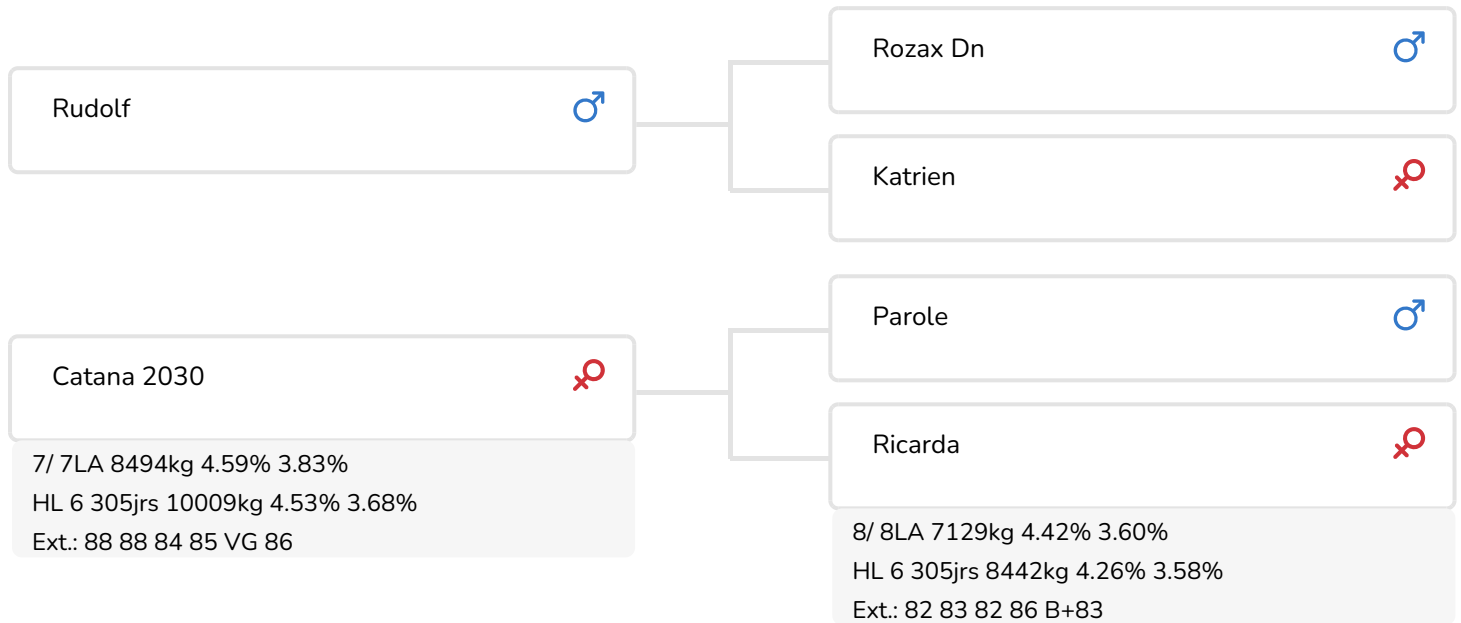 Rudolf
Rozax Dn
Katrien
Catana 2030
7/ 7LA 8494kg 4.59% 3.83%
HL 6 305jrs 10009kg 4.53% 3.68%
Ext.: 88 88 84 85 VG 86
Parole
Ricarda
8/ 8LA 7129kg 4.42% 3.60%
HL 6 305jrs 8442kg 4.26% 3.58%
Ext.: 82 83 82 86 B+83